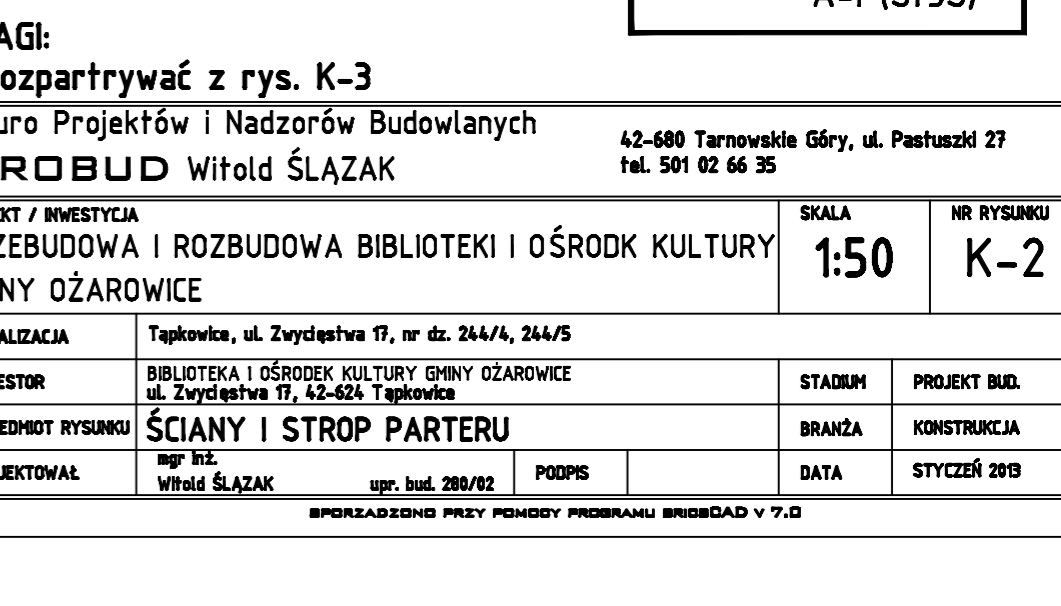 A-1 (STSS)
AGI:
ozpartrywać z rys. K-3
uro Projektów i Nadzorów Budowlanych
ROBUD Witold ŚLĄZAK
42-680 Tarnowskie Góry, ul. Pastuszki 27
tel. 501 02 66 35
KT / INWESTYCJA
ZEBUDOWA I ROZBUDOWA BIBLIOTEKI I OŚRODK KULTURY
NY OŻAROWICE
SKALA
1:50
NR RYSUNKU
K-2
ALIZACJA
Tąpkowice, ul. Zwycięstwa 17, nr dz. 244/4, 244/5
ESTOR
BIBLIOTEKA I OŚRODEK KULTURY GMINY OŻAROWICE
ul. Zwycięstwa 17, 42-624 Tąpkowice
STADIUM
PROJEKT BUD.
EDMIOT RYSUNKU
ŚCIANY I STROP PARTERU
BRANŻA
KONSTRUKCJA
JEKTOWAŁ
mgr inż.
Witold ŚLĄZAK
upr. bud. 280/02
PODPIS
DATA
STYCZEŃ 2013
SPORZADZONO PRZY POMOCY PROGRAMU BRICSCAD v 7.0